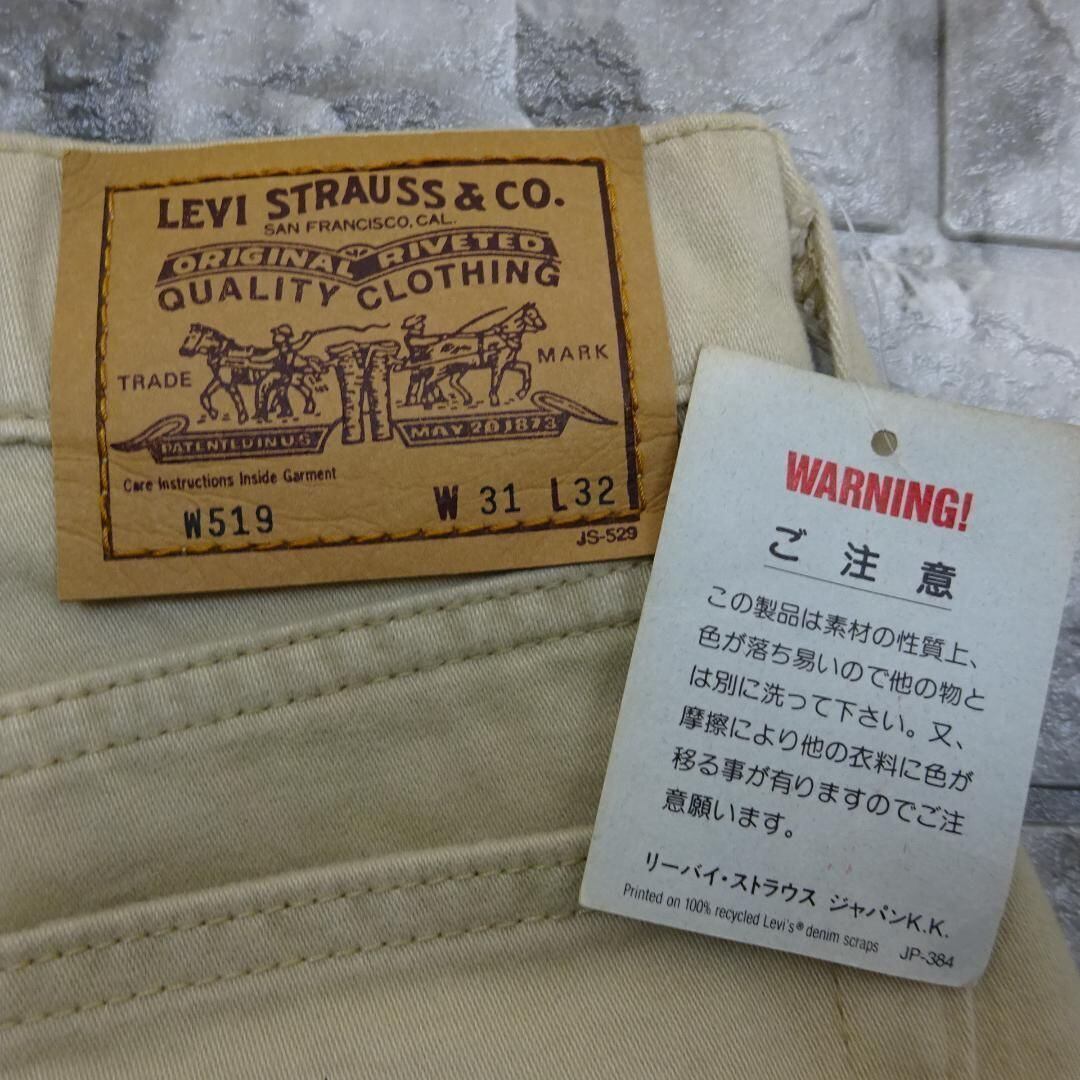 LEVI STRAUSS & CO.
SAN FRANCISCO, CAL.
ORIGINAL RIVETED
QUALITY CLOTHING
TRADE MARK
PATENTED IN U.S. MAY 20 1873
Care Instructions Inside Garment
W519 W 31 L32
JS-529
WARNING!
ご注意
この製品は素材の性質上、
色が落ち易いので他の物と
は別に洗って下さい。又、
摩擦により他の衣料に色が
移る事が有りますのでご注
意願います。
リーバイ・ストラウス ジャパンK.K.
Printed on 100% recycled Levi's® denim scraps JP-384